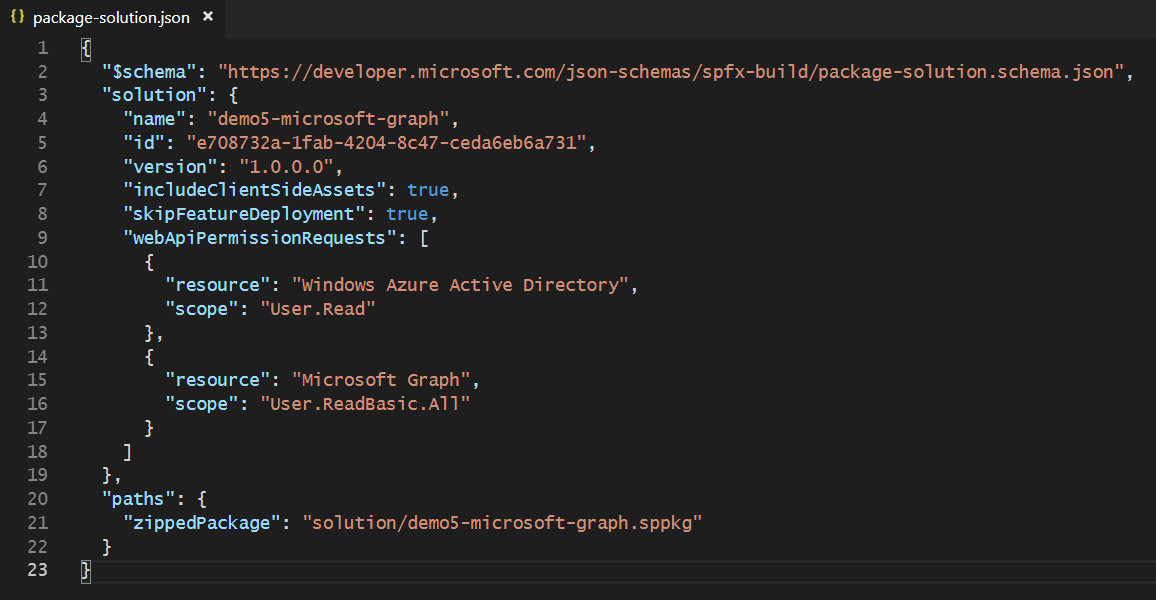 {} package-solution.json ×
1 {
2 "$schema": "https://developer.microsoft.com/json-schemas/spfx-build/package-solution.schema.json",
3 "solution": {
4 "name": "demo5-microsoft-graph",
5 "id": "e708732a-1fab-4204-8c47-ceda6eb6a731",
6 "version": "1.0.0.0",
7 "includeClientSideAssets": true,
8 "skipFeatureDeployment": true,
9 "webApiPermissionRequests": [
10 {
11 "resource": "Windows Azure Active Directory",
12 "scope": "User.Read"
13 },
14 {
15 "resource": "Microsoft Graph",
16 "scope": "User.ReadBasic.All"
17 }
18 ]
19 },
20 "paths": {
21 "zippedPackage": "solution/demo5-microsoft-graph.sppkg"
22 }
23 }